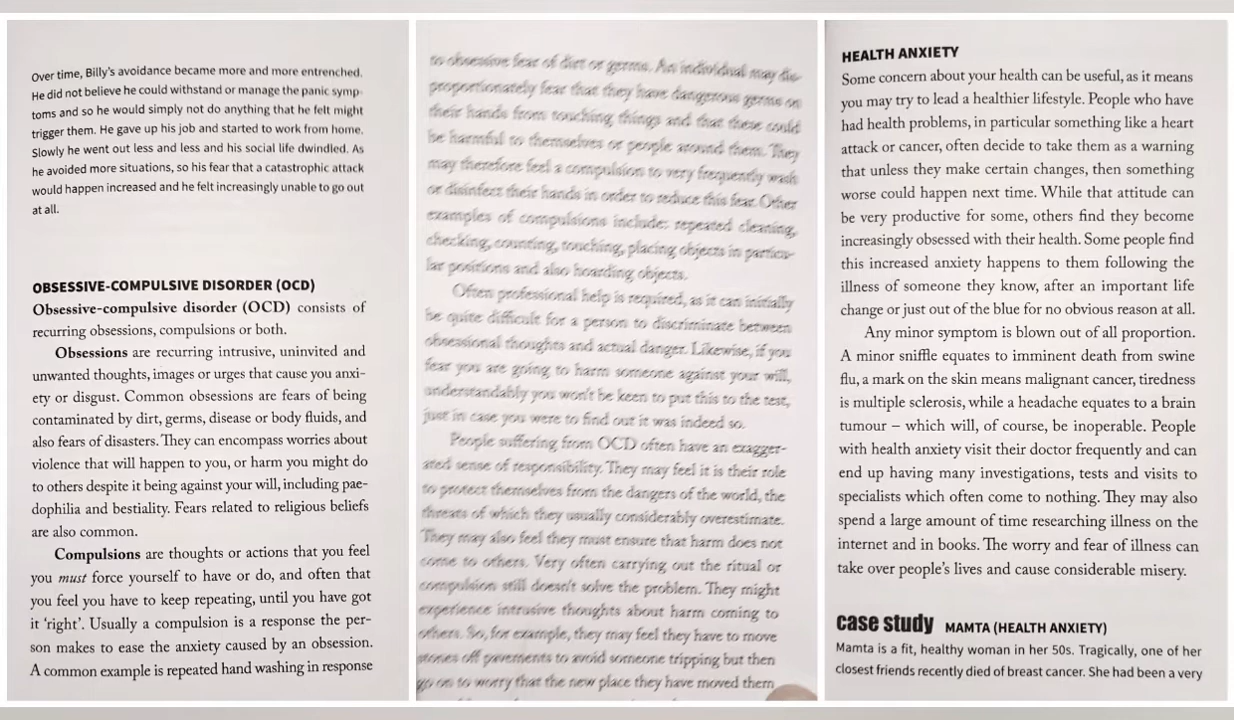 Over time, Billy's avoidance became more and more entrenched.
He did not believe he could withstand or manage the panic symp-
toms and so he would simply not do anything that he felt might
trigger them. He gave up his job and started to work from home.
Slowly he went out less and less and his social life dwindled. As
he avoided more situations, so his fear that a catastrophic attack
would happen increased and he felt increasingly unable to go out
at all.
OBSESSIVE-COMPULSIVE DISORDER (OCD)
Obsessive-compulsive disorder (OCD) consists of
recurring obsessions, compulsions or both.
Obsessions are recurring intrusive, uninvited and
unwanted thoughts, images or urges that cause you anxi-
ety or disgust. Common obsessions are fears of being
contaminated by dirt, germs, disease or body fluids, and
also fears of disasters. They can encompass worries about
violence that will happen to you, or harm you might do
to others despite it being against your will, including pae-
dophilia and bestiality. Fears related to religious beliefs
are also common.
Compulsions are thoughts or actions that you feel
you must force yourself to have or do, and often that
you feel you have to keep repeating, until you have got
it 'right'. Usually a compulsion is a response the per-
son makes to ease the anxiety caused by an obsession.
A common example is repeated hand washing in response
to obsessive fear of dirt or germs. An individual may dis-
proportionately fear that they have dangerous germs on
their hands from touching things and that these could
be harmful to themselves or people around them. They
may therefore feel a compulsion to very frequently wash
or disinfect their hands in order to reduce this fear. Other
examples of compulsions include: repeated cleaning,
checking, counting, touching, placing objects in particu-
lar positions and also hoarding objects.
Often professional help is required, as it can initially
be quite difficult for a person to discriminate between
obsessional thoughts and actual danger. Likewise, if you
fear you are going to harm someone against your will,
understandably you won't be keen to put this to the test,
just in case you were to find out it was indeed so.
People suffering from OCD often have an exagger-
ated sense of responsibility. They may feel it is their role
to protect themselves from the dangers of the world, the
threats of which they usually considerably overestimate.
They may also feel they must ensure that harm does not
come to others. Very often carrying out the ritual or
compulsion still doesn't solve the problem. They might
experience intrusive thoughts about harm coming to
others. So, for example, they may feel they have to move
stones off pavements to avoid someone tripping but then
go on to worry that the new place they have moved them
HEALTH ANXIETY
Some concern about your health can be useful, as it means
you may try to lead a healthier lifestyle. People who have
had health problems, in particular something like a heart
attack or cancer, often decide to take them as a warning
that unless they make certain changes, then something
worse could happen next time. While that attitude can
be very productive for some, others find they become
increasingly obsessed with their health. Some people find
this increased anxiety happens to them following the
illness of someone they know, after an important life
change or just out of the blue for no obvious reason at all.
Any minor symptom is blown out of all proportion.
A minor sniffle equates to imminent death from swine
flu, a mark on the skin means malignant cancer, tiredness
is multiple sclerosis, while a headache equates to a brain
tumour – which will, of course, be inoperable. People
with health anxiety visit their doctor frequently and can
end up having many investigations, tests and visits to
specialists which often come to nothing. They may also
spend a large amount of time researching illness on the
internet and in books. The worry and fear of illness can
take over people's lives and cause considerable misery.
case study MAMTA (HEALTH ANXIETY)
Mamta is a fit, healthy woman in her 50s. Tragically, one of her
closest friends recently died of breast cancer. She had been a very